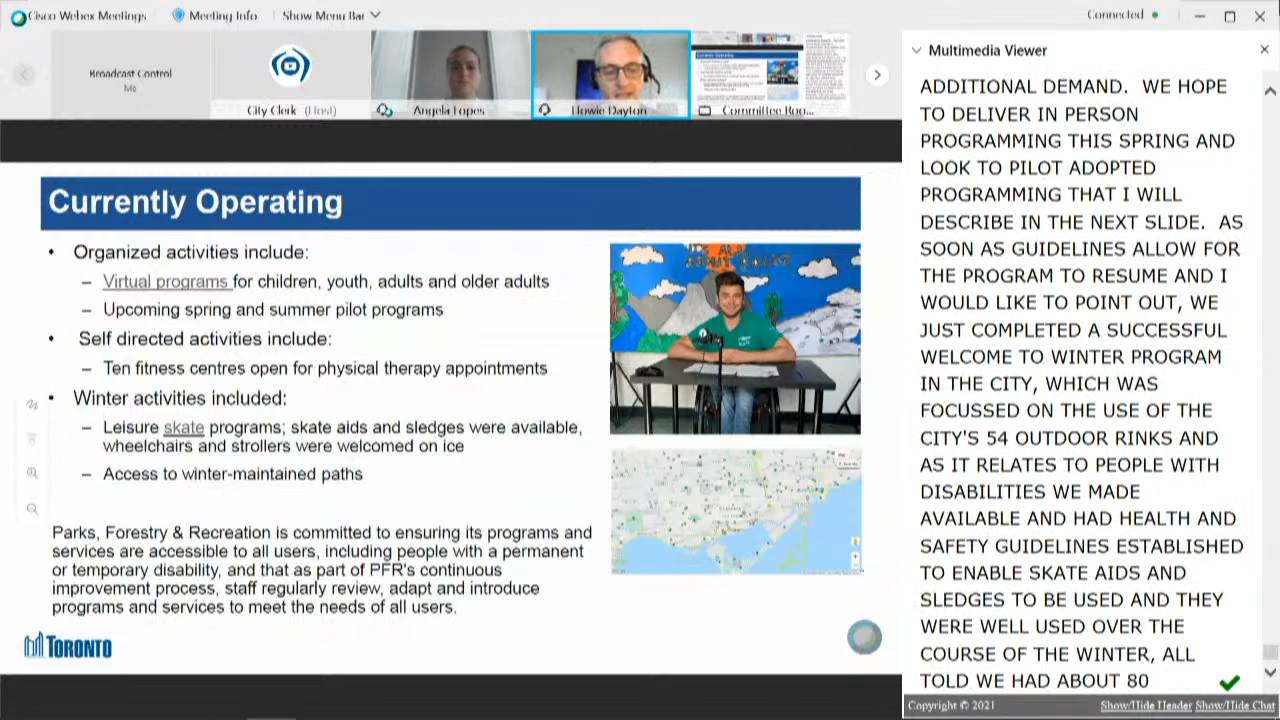 Cisco Webex Meetings
Meeting Info
Show Menu Bar
Connected
City Clerk (Host)
Angela Lopes
Howie Dayton
Committee Roo...
Currently Operating
• Organized activities include:
– Virtual programs for children, youth, adults and older adults
– Upcoming spring and summer pilot programs
• Self directed activities include:
– Ten fitness centres open for physical therapy appointments
• Winter activities included:
– Leisure skate programs; skate aids and sledges were available,
wheelchairs and strollers were welcomed on ice
– Access to winter-maintained paths
Parks, Forestry & Recreation is committed to ensuring its programs and
services are accessible to all users, including people with a permanent
or temporary disability, and that as part of PFR's continuous
improvement process, staff regularly review, adapt and introduce
programs and services to meet the needs of all users.
TORONTO
Multimedia Viewer
ADDITIONAL DEMAND. WE HOPE
TO DELIVER IN PERSON
PROGRAMMING THIS SPRING AND
LOOK TO PILOT ADOPTED
PROGRAMMING THAT I WILL
DESCRIBE IN THE NEXT SLIDE. AS
SOON AS GUIDELINES ALLOW FOR
THE PROGRAM TO RESUME AND I
WOULD LIKE TO POINT OUT, WE
JUST COMPLETED A SUCCESSFUL
WELCOME TO WINTER PROGRAM
IN THE CITY, WHICH WAS
FOCUSSED ON THE USE OF THE
CITY'S 54 OUTDOOR RINKS AND
AS IT RELATES TO PEOPLE WITH
DISABILITIES WE MADE
AVAILABLE AND HAD HEALTH AND
SAFETY GUIDELINES ESTABLISHED
TO ENABLE SKATE AIDS AND
SLEDGES TO BE USED AND THEY
WERE WELL USED OVER THE
COURSE OF THE WINTER, ALL
TOLD WE HAD ABOUT 80
Copyright © 2021
Show/Hide Header Show/Hide Chat